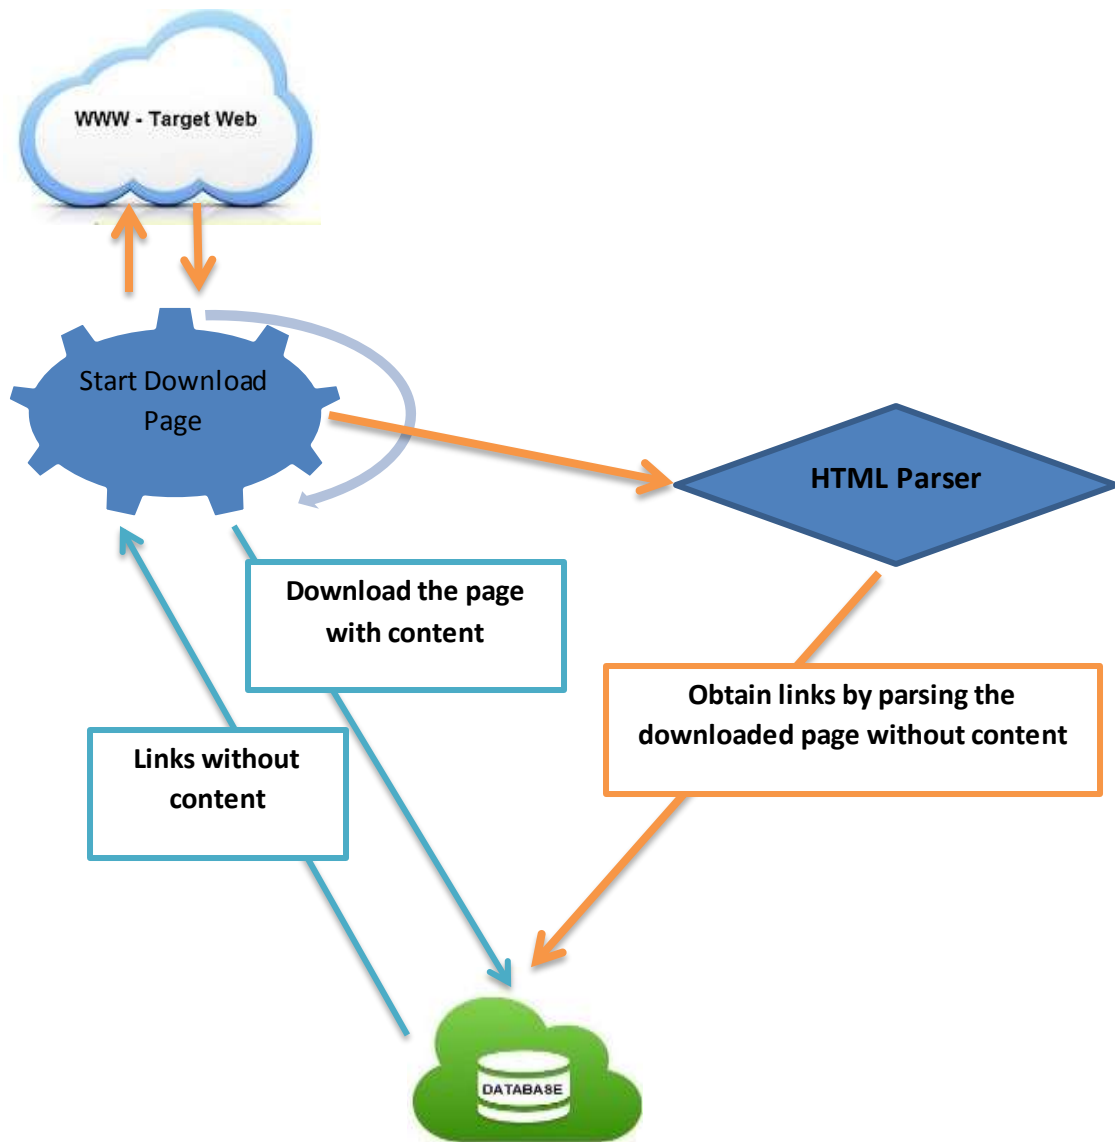 WWW - Target Web
Start Download
Page
HTML Parser
Download the page
with content
Obtain links by parsing the
downloaded page without content
Links without
content
DATABASE